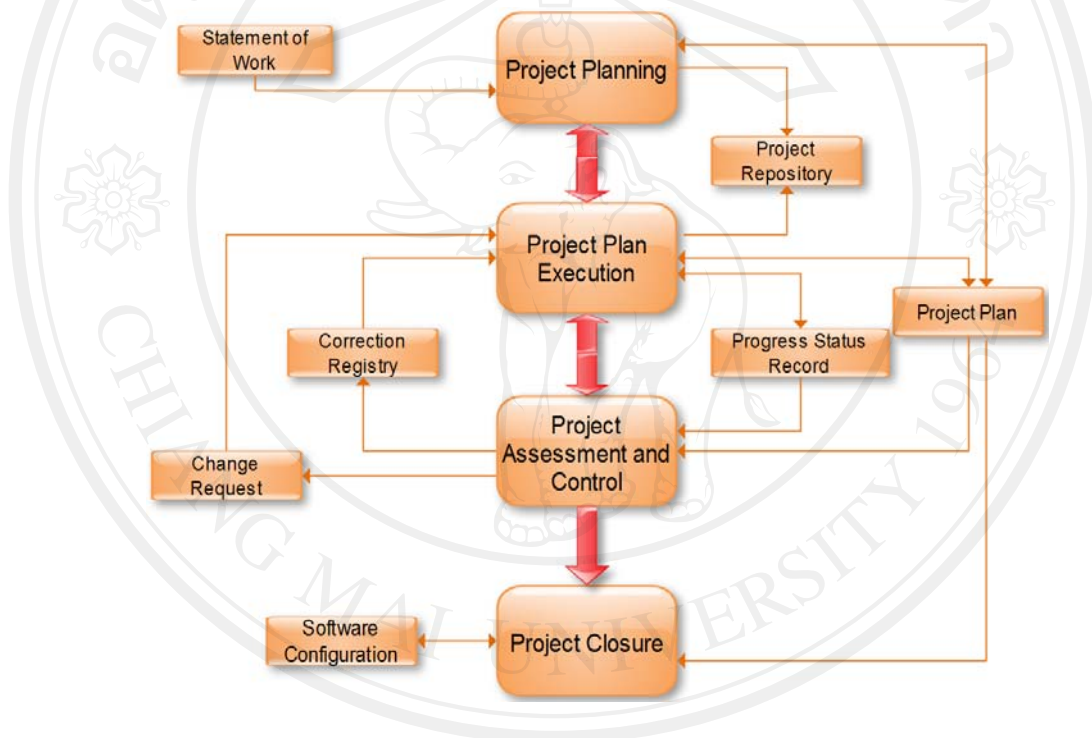 Statement of
Work
Project Planning
Project
Repository
Project Plan
Execution
Project Plan
Correction
Registry
Progress Status
Record
Project
Assessment and
Control
Change
Request
Software
Configuration
Project Closure
CHIANG MAI UNIVERSITY 196